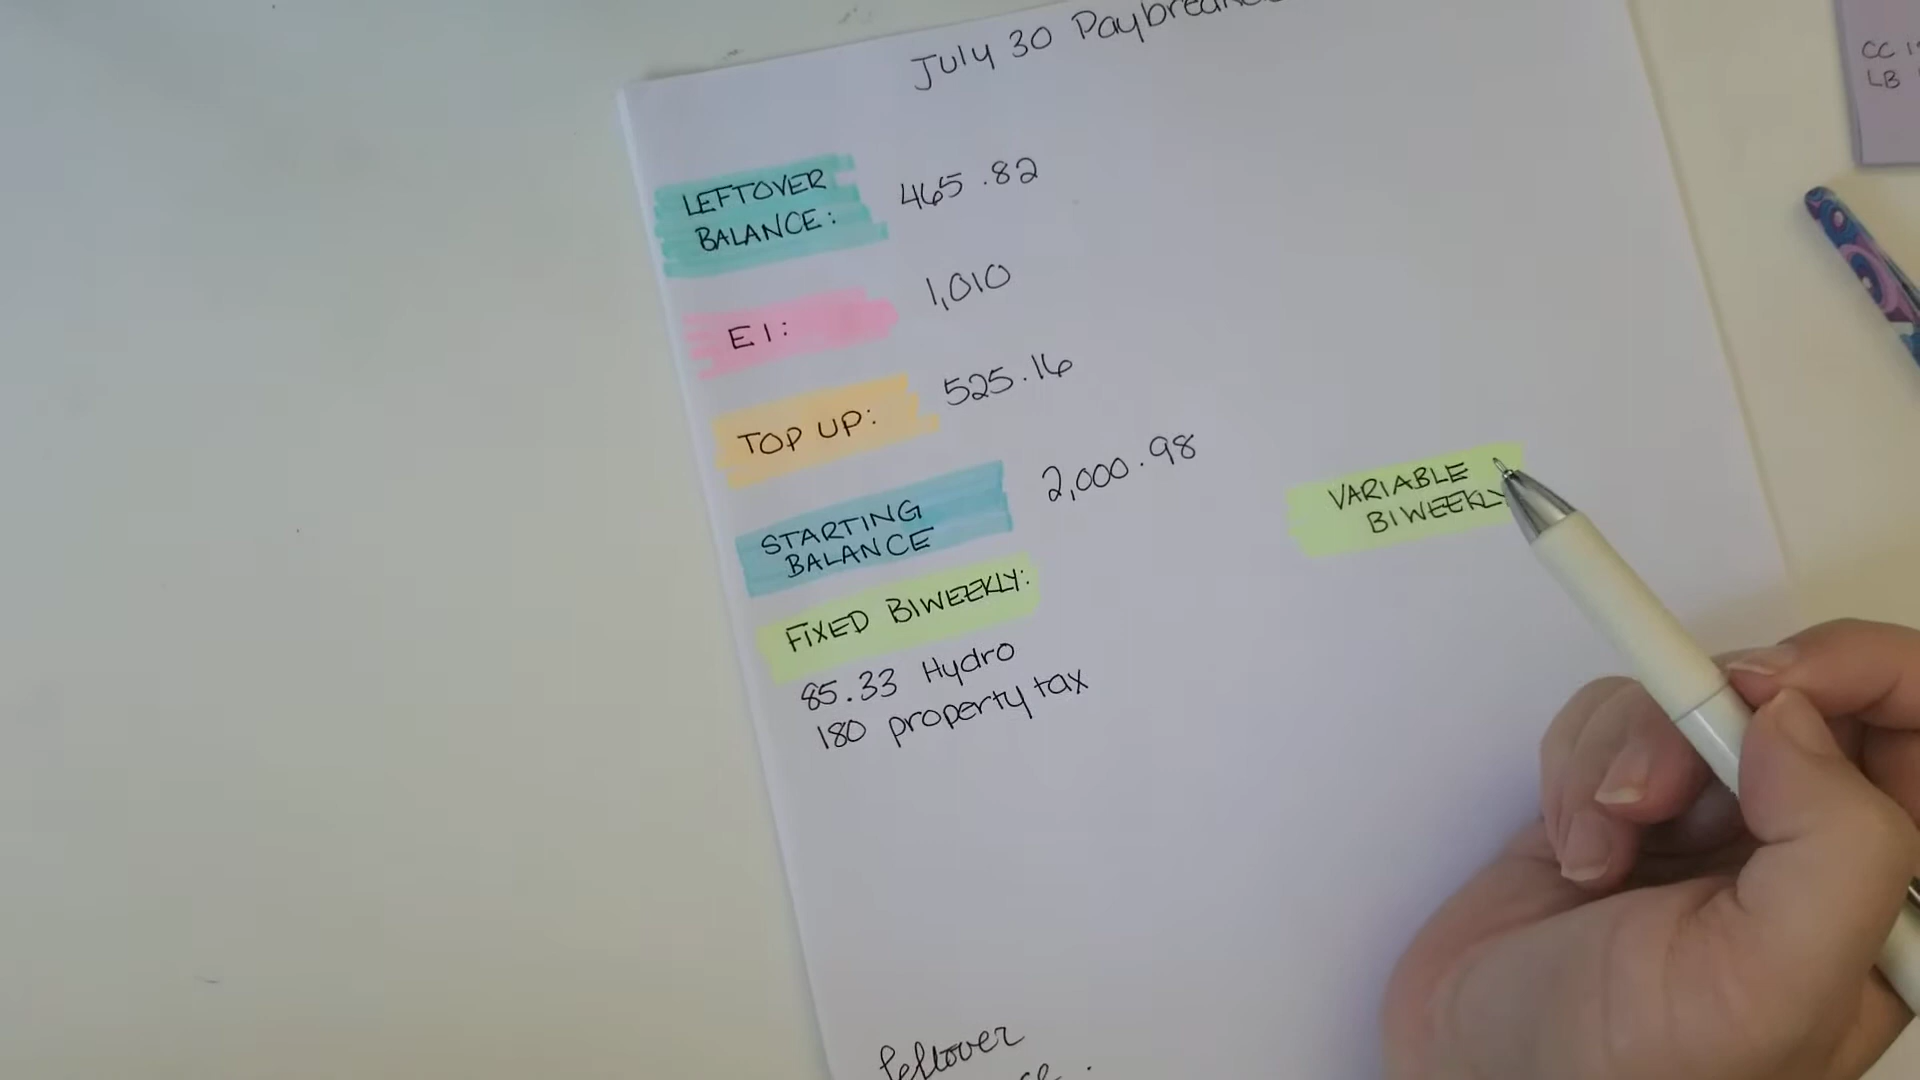 July 30
LEFTOVER
BALANCE:
465.82
EI:
1,010
TOP UP:
525.16
STARTING
BALANCE
2,000.98
FIXED BIWEEKLY:
85.33 Hydro
180 property tax
VARIABLE
BIWEEKLY
leftover
CC
LB